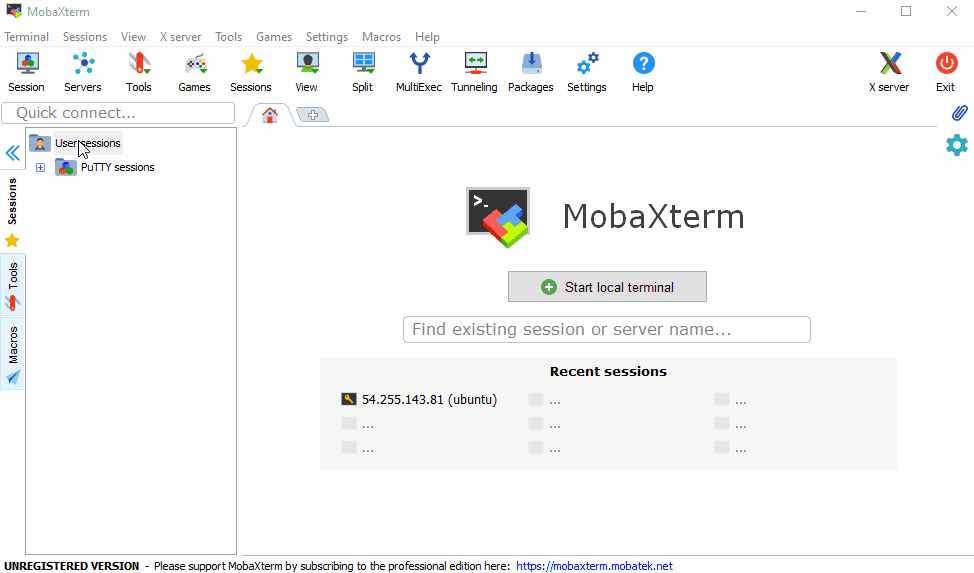 MobaXterm
Terminal Sessions View X server Tools Games Settings Macros Help
Session Servers Tools Games Sessions View Split MultiExec Tunneling Packages Settings Help X server Exit
Quick connect...
User sessions
PuTTY sessions
Sessions
Tools
Macros
>_
MobaXterm
Start local terminal
Find existing session or server name...
Recent sessions
54.255.143.81 (ubuntu) ... ...
... ... ...
... ... ...
UNREGISTERED VERSION - Please support MobaXterm by subscribing to the professional edition here: https://mobaxterm.mobatek.net